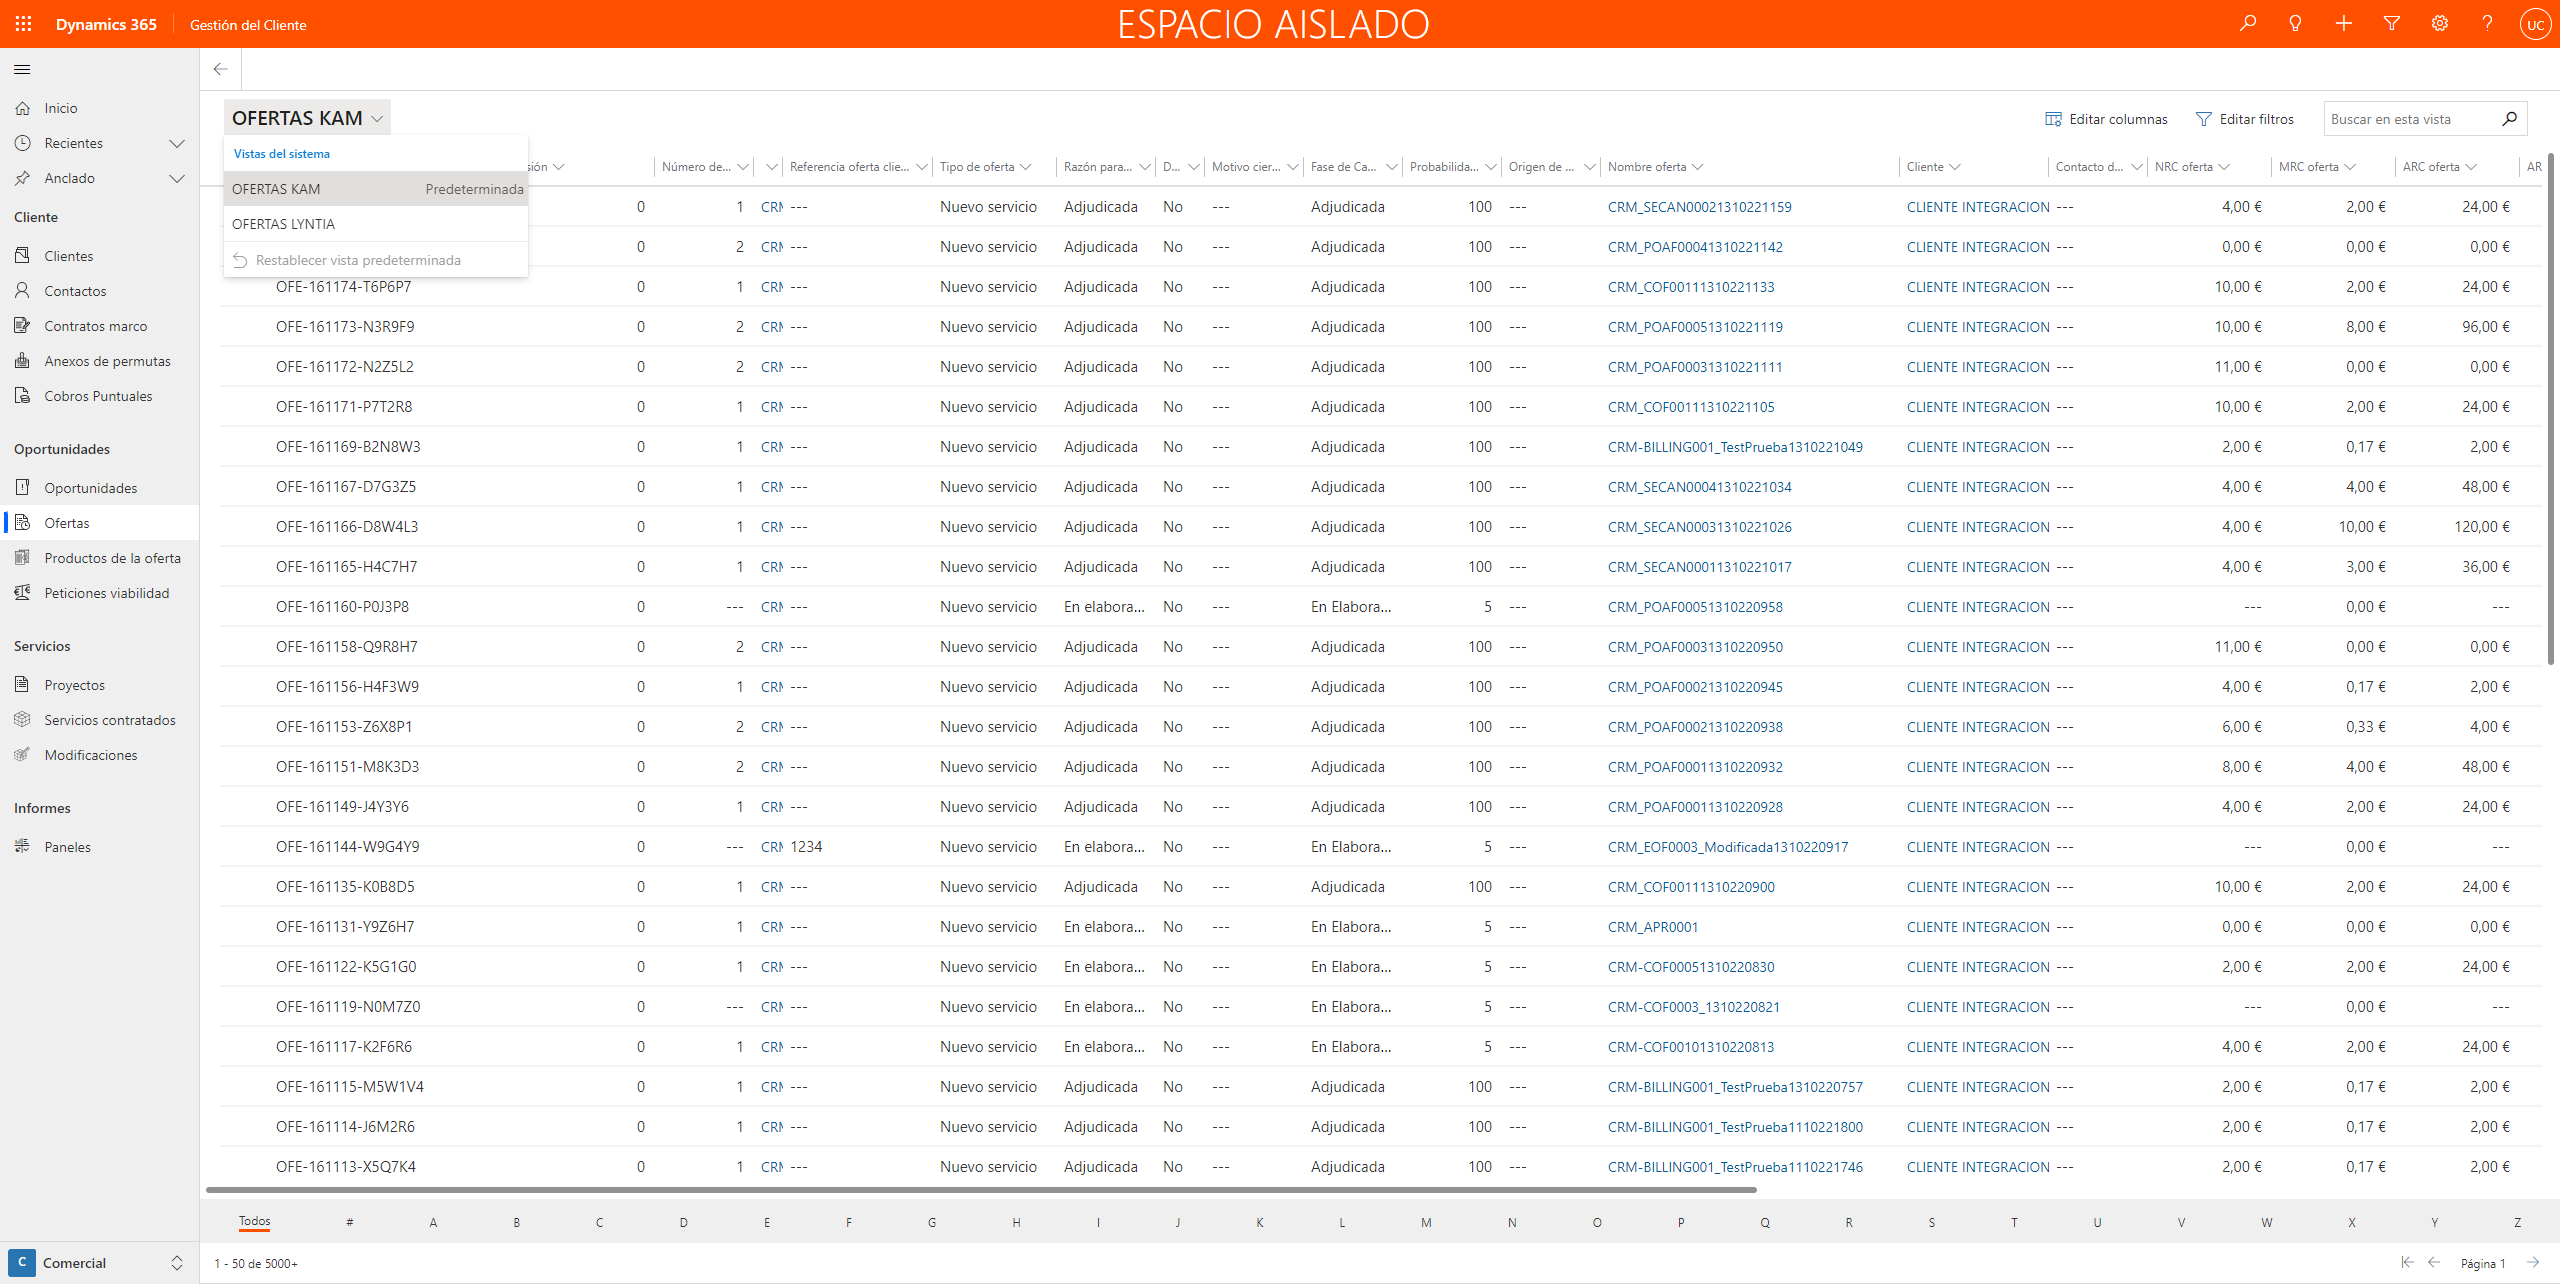 Dynamics 365 Gestión del Cliente ESPACIO AISLADO UC
Inicio
Recientes
Anclado
Cliente
Clientes
Contactos
Contratos marco
Anexos de permutas
Cobros Puntuales
Oportunidades
Oportunidades
Ofertas
Productos de la oferta
Peticiones viabilidad
Servicios
Proyectos
Servicios contratados
Modificaciones
Informes
Paneles
C Comercial
OFERTAS KAM Editar columnas Editar filtros Buscar en esta vista
Vistas del sistema
OFERTAS KAM Predeterminada
OFERTAS LYNTIA
Restablecer vista predeterminada
sión Número de... Referencia oferta clie... Tipo de oferta Razón para... D... Motivo cier... Fase de Ca... Probabilida... Origen de ... Nombre oferta Cliente Contacto d... NRC oferta MRC oferta ARC oferta AR
0 1 CRM --- Nuevo servicio Adjudicada No --- Adjudicada 100 --- CRM_SECAN00021310221159 CLIENTE INTEGRACION --- 4,00 € 2,00 € 24,00 €
0 2 CRM --- Nuevo servicio Adjudicada No --- Adjudicada 100 --- CRM_POAF00041310221142 CLIENTE INTEGRACION --- 0,00 € 0,00 € 0,00 €
OFE-161174-T6P6P7 0 1 CRM --- Nuevo servicio Adjudicada No --- Adjudicada 100 --- CRM_COF00111310221133 CLIENTE INTEGRACION --- 10,00 € 2,00 € 24,00 €
OFE-161173-N3R9F9 0 2 CRM --- Nuevo servicio Adjudicada No --- Adjudicada 100 --- CRM_POAF00051310221119 CLIENTE INTEGRACION --- 10,00 € 8,00 € 96,00 €
OFE-161172-N2Z5L2 0 2 CRM --- Nuevo servicio Adjudicada No --- Adjudicada 100 --- CRM_POAF00031310221111 CLIENTE INTEGRACION --- 11,00 € 0,00 € 0,00 €
OFE-161171-P7T2R8 0 1 CRM --- Nuevo servicio Adjudicada No --- Adjudicada 100 --- CRM_COF00111310221105 CLIENTE INTEGRACION --- 10,00 € 2,00 € 24,00 €
OFE-161169-B2N8W3 0 1 CRM --- Nuevo servicio Adjudicada No --- Adjudicada 100 --- CRM-BILLING001_TestPrueba1310221049 CLIENTE INTEGRACION --- 2,00 € 0,17 € 2,00 €
OFE-161167-D7G3Z5 0 1 CRM --- Nuevo servicio Adjudicada No --- Adjudicada 100 --- CRM_SECAN00041310221034 CLIENTE INTEGRACION --- 4,00 € 4,00 € 48,00 €
OFE-161166-D8W4L3 0 1 CRM --- Nuevo servicio Adjudicada No --- Adjudicada 100 --- CRM_SECAN00031310221026 CLIENTE INTEGRACION --- 4,00 € 10,00 € 120,00 €
OFE-161165-H4C7H7 0 1 CRM --- Nuevo servicio Adjudicada No --- Adjudicada 100 --- CRM_SECAN00011310221017 CLIENTE INTEGRACION --- 4,00 € 3,00 € 36,00 €
OFE-161160-P0J3P8 0 --- CRM --- Nuevo servicio En elabora... No --- En Elabora... 5 --- CRM_POAF00051310220958 CLIENTE INTEGRACION --- --- 0,00 € ---
OFE-161158-Q9R8H7 0 2 CRM --- Nuevo servicio Adjudicada No --- Adjudicada 100 --- CRM_POAF00031310220950 CLIENTE INTEGRACION --- 11,00 € 0,00 € 0,00 €
OFE-161156-H4F3W9 0 1 CRM --- Nuevo servicio Adjudicada No --- Adjudicada 100 --- CRM_POAF00021310220945 CLIENTE INTEGRACION --- 4,00 € 0,17 € 2,00 €
OFE-161153-Z6X8P1 0 2 CRM --- Nuevo servicio Adjudicada No --- Adjudicada 100 --- CRM_POAF00021310220938 CLIENTE INTEGRACION --- 6,00 € 0,33 € 4,00 €
OFE-161151-M8K3D3 0 2 CRM --- Nuevo servicio Adjudicada No --- Adjudicada 100 --- CRM_POAF00011310220932 CLIENTE INTEGRACION --- 8,00 € 4,00 € 48,00 €
OFE-161149-J4Y3Y6 0 1 CRM --- Nuevo servicio Adjudicada No --- Adjudicada 100 --- CRM_POAF00011310220928 CLIENTE INTEGRACION --- 4,00 € 2,00 € 24,00 €
OFE-161144-W9G4Y9 0 --- CRM 1234 Nuevo servicio En elabora... No --- En Elabora... 5 --- CRM_EOF0003_Modificada1310220917 CLIENTE INTEGRACION --- --- 0,00 € ---
OFE-161135-K0B8D5 0 1 CRM --- Nuevo servicio Adjudicada No --- Adjudicada 100 --- CRM_COF00111310220900 CLIENTE INTEGRACION --- 10,00 € 2,00 € 24,00 €
OFE-161131-Y9Z6H7 0 1 CRM --- Nuevo servicio En elabora... No --- En Elabora... 5 --- CRM_APR0001 CLIENTE INTEGRACION --- 0,00 € 0,00 € 0,00 €
OFE-161122-K5G1G0 0 1 CRM --- Nuevo servicio En elabora... No --- En Elabora... 5 --- CRM-COF00051310220830 CLIENTE INTEGRACION --- 2,00 € 2,00 € 24,00 €
OFE-161119-N0M7Z0 0 --- CRM --- Nuevo servicio En elabora... No --- En Elabora... 5 --- CRM-COF0003_1310220821 CLIENTE INTEGRACION --- --- 0,00 € ---
OFE-161117-K2F6R6 0 1 CRM --- Nuevo servicio En elabora... No --- En Elabora... 5 --- CRM-COF00101310220813 CLIENTE INTEGRACION --- 4,00 € 2,00 € 24,00 €
OFE-161115-M5W1V4 0 1 CRM --- Nuevo servicio Adjudicada No --- Adjudicada 100 --- CRM-BILLING001_TestPrueba1310220757 CLIENTE INTEGRACION --- 2,00 € 0,17 € 2,00 €
OFE-161114-J6M2R6 0 1 CRM --- Nuevo servicio Adjudicada No --- Adjudicada 100 --- CRM-BILLING001_TestPrueba1110221800 CLIENTE INTEGRACION --- 2,00 € 0,17 € 2,00 €
OFE-161113-X5Q7K4 0 1 CRM --- Nuevo servicio Adjudicada No --- Adjudicada 100 --- CRM-BILLING001_TestPrueba1110221746 CLIENTE INTEGRACION --- 2,00 € 0,17 € 2,00 €
Todos # A B C D E F G H I J K L M N O P Q R S T U V W X Y Z
1 - 50 de 5000+ Página 1